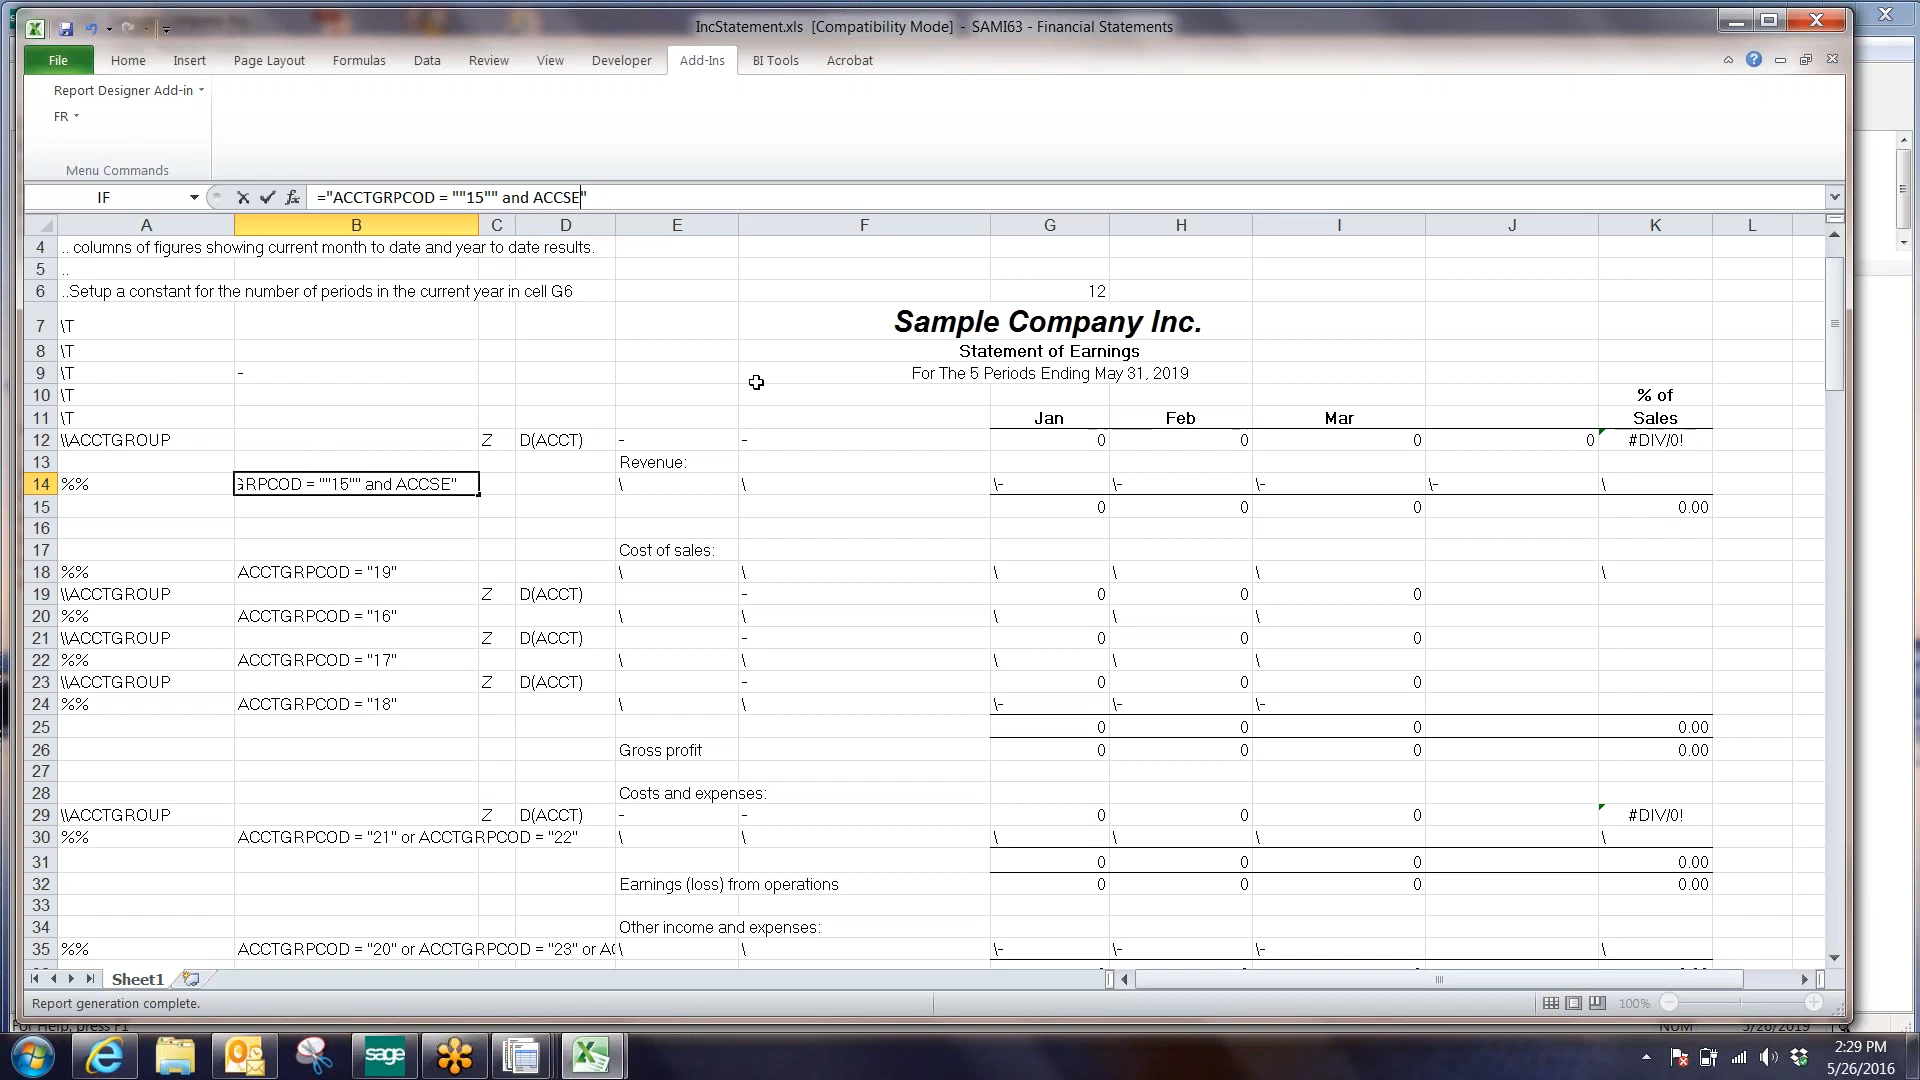 IncStatement.xls [Compatibility Mode] - SAMI63 - Financial Statements
File Home Insert Page Layout Formulas Data Review View Developer Add-Ins BI Tools Acrobat
Report Designer Add-in
FR
Menu Commands
IF fx ="ACCTGRPCOD = ""15"" and ACCSE"
A B C D E F G H I J K L
4 .. columns of figures showing current month to date and year to date results.
5 ..
6 ..Setup a constant for the number of periods in the current year in cell G6 12
7 \T Sample Company Inc.
8 \T Statement of Earnings
9 \T - For The 5 Periods Ending May 31, 2019
10 \T % of
11 \T Jan Feb Mar Sales
12 \\ACCTGROUP Z D(ACCT) - - 0 0 0 0 #DIV/0!
13 Revenue:
14 %% GRPCOD = ""15"" and ACCSE" \ \ \- \- \- \- \
15 0 0 0 0.00
16
17 Cost of sales:
18 %% ACCTGRPCOD = "19" \ \ \ \ \ \
19 \\ACCTGROUP Z D(ACCT) - 0 0 0
20 %% ACCTGRPCOD = "16" \ \ \ \ \
21 \\ACCTGROUP Z D(ACCT) - 0 0 0
22 %% ACCTGRPCOD = "17" \ \ \ \ \
23 \\ACCTGROUP Z D(ACCT) - 0 0 0
24 %% ACCTGRPCOD = "18" \ \ \- \- \-
25 0 0 0 0.00
26 Gross profit 0 0 0 0.00
27
28 Costs and expenses:
29 \\ACCTGROUP Z D(ACCT) - - 0 0 0 #DIV/0!
30 %% ACCTGRPCOD = "21" or ACCTGRPCOD = "22" \ \ \ \ \ \
31 0 0 0 0.00
32 Earnings (loss) from operations 0 0 0 0.00
33
34 Other income and expenses:
35 %% ACCTGRPCOD = "20" or ACCTGRPCOD = "23" or A \ \ \- \- \- \
Sheet1
Report generation complete. 100%
For Help, press F1 NUM 5/26/2019
sage
2:29 PM
5/26/2016